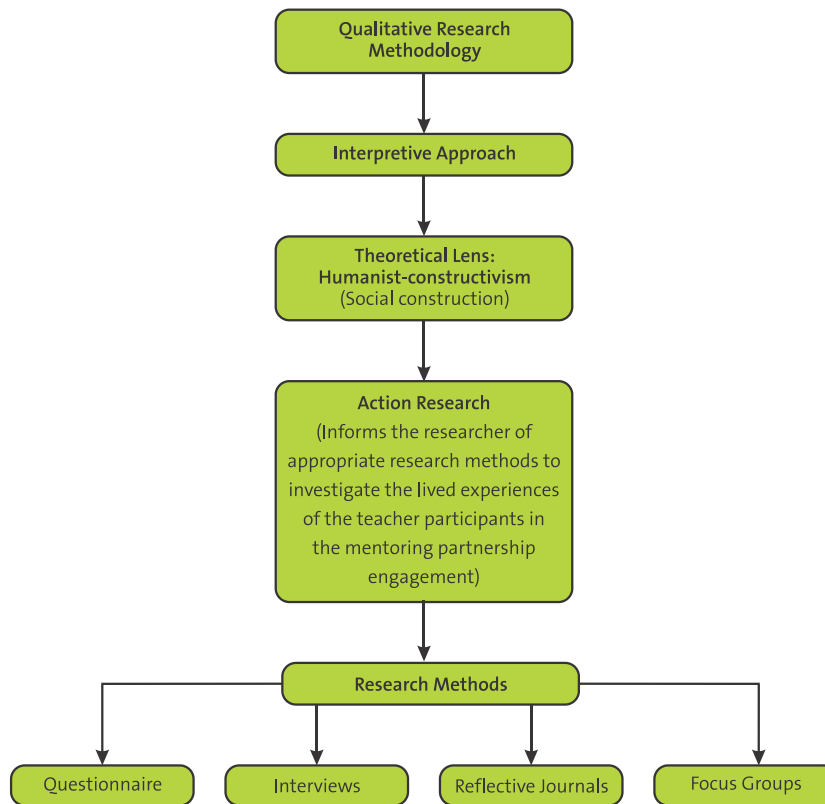 Qualitative Research
Methodology
Interpretive Approach
Theoretical Lens:
Humanist-constructivism
(Social construction)
Action Research
(Informs the researcher of
appropriate research methods to
investigate the lived experiences
of the teacher participants in
the mentoring partnership
engagement)
Research Methods
Questionnaire
Interviews
Reflective Journals
Focus Groups